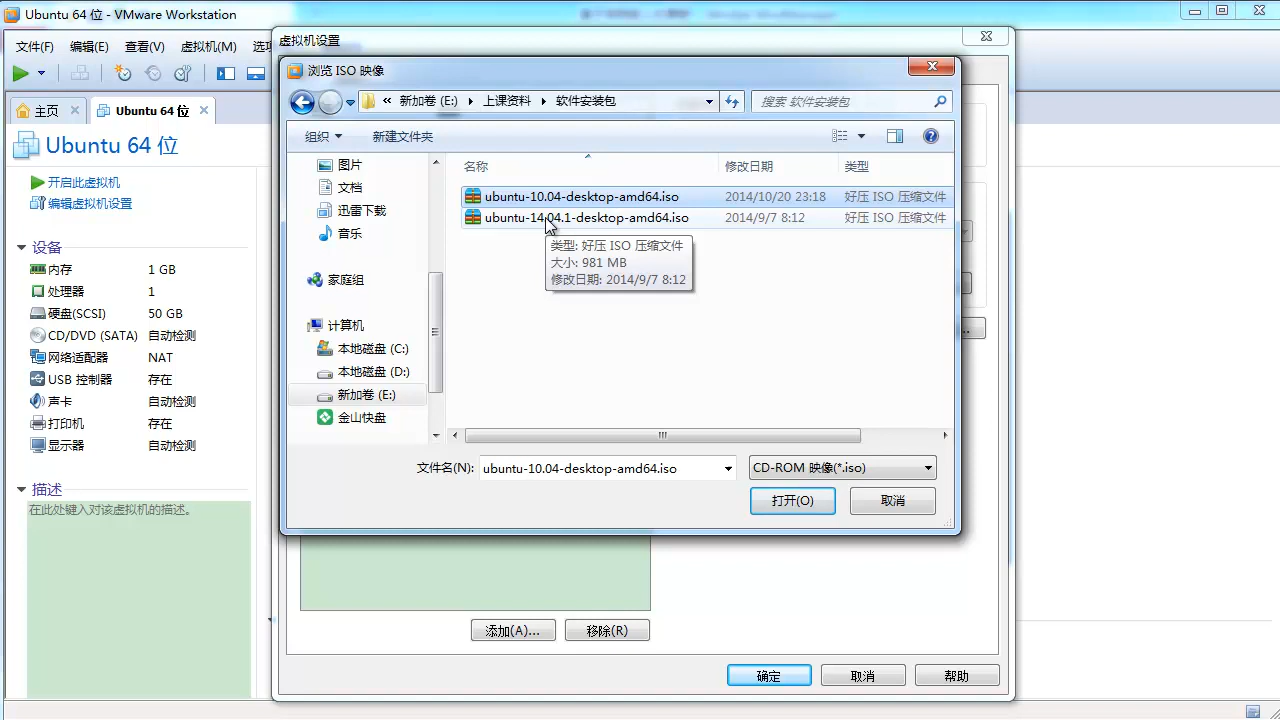 Ubuntu 64 位 - VMware Workstation
文件(F) 编辑(E) 查看(V) 虚拟机(M) 选项
主页 Ubuntu 64 位
Ubuntu 64 位
开启此虚拟机
编辑虚拟机设置
设备
内存 1 GB
处理器 1
硬盘(SCSI) 50 GB
CD/DVD (SATA) 自动检测
网络适配器 NAT
USB 控制器 存在
声卡 自动检测
打印机 存在
显示器 自动检测
描述
在此处键入对该虚拟机的描述。
虚拟机设置
浏览 ISO 映像
« 新加卷 (E:) 上课资料 软件安装包
搜索 软件安装包
组织 新建文件夹
图片
文档
迅雷下载
音乐
家庭组
计算机
本地磁盘 (C:)
本地磁盘 (D:)
新加卷 (E:)
金山快盘
名称 修改日期 类型
ubuntu-10.04-desktop-amd64.iso 2014/10/20 23:18 好压 ISO 压缩文件
ubuntu-14.04.1-desktop-amd64.iso 2014/9/7 8:12 好压 ISO 压缩文件
类型: 好压 ISO 压缩文件
大小: 981 MB
修改日期: 2014/9/7 8:12
文件名(N): ubuntu-10.04-desktop-amd64.iso CD-ROM 映像(*.iso)
打开(O) 取消
添加(A)... 移除(R)
确定 取消 帮助